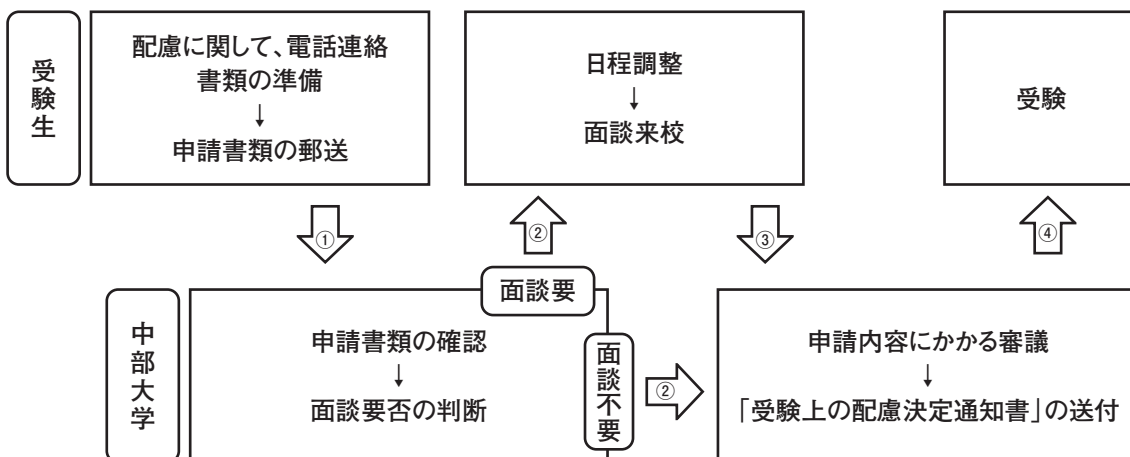 受験生
配慮に関して、電話連絡
書類の準備
↓
申請書類の郵送
日程調整
↓
面談来校
受験
①
②
③
④
中部大学
面談要
申請書類の確認
↓
面談要否の判断
面談不要
②
申請内容にかかる審議
↓
「受験上の配慮決定通知書」の送付